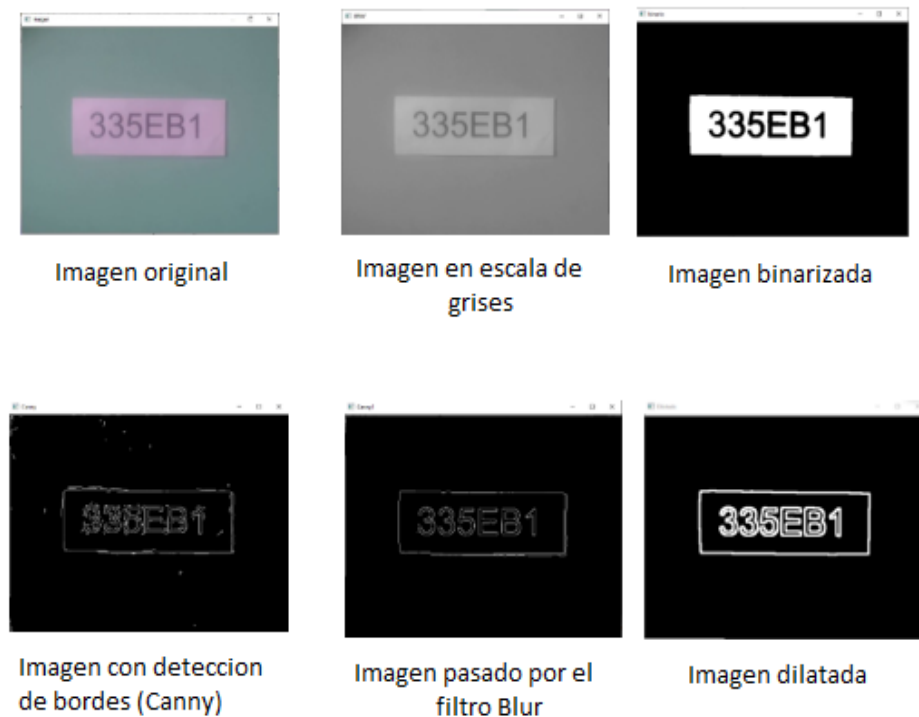 335EB1
335EB1
335EB1
Imagen original
Imagen en escala de
grises
Imagen binarizada
Canny
335EB1
335EB1
335EB1
Imagen con deteccion
de bordes (Canny)
Imagen pasado por el
filtro Blur
Imagen dilatada